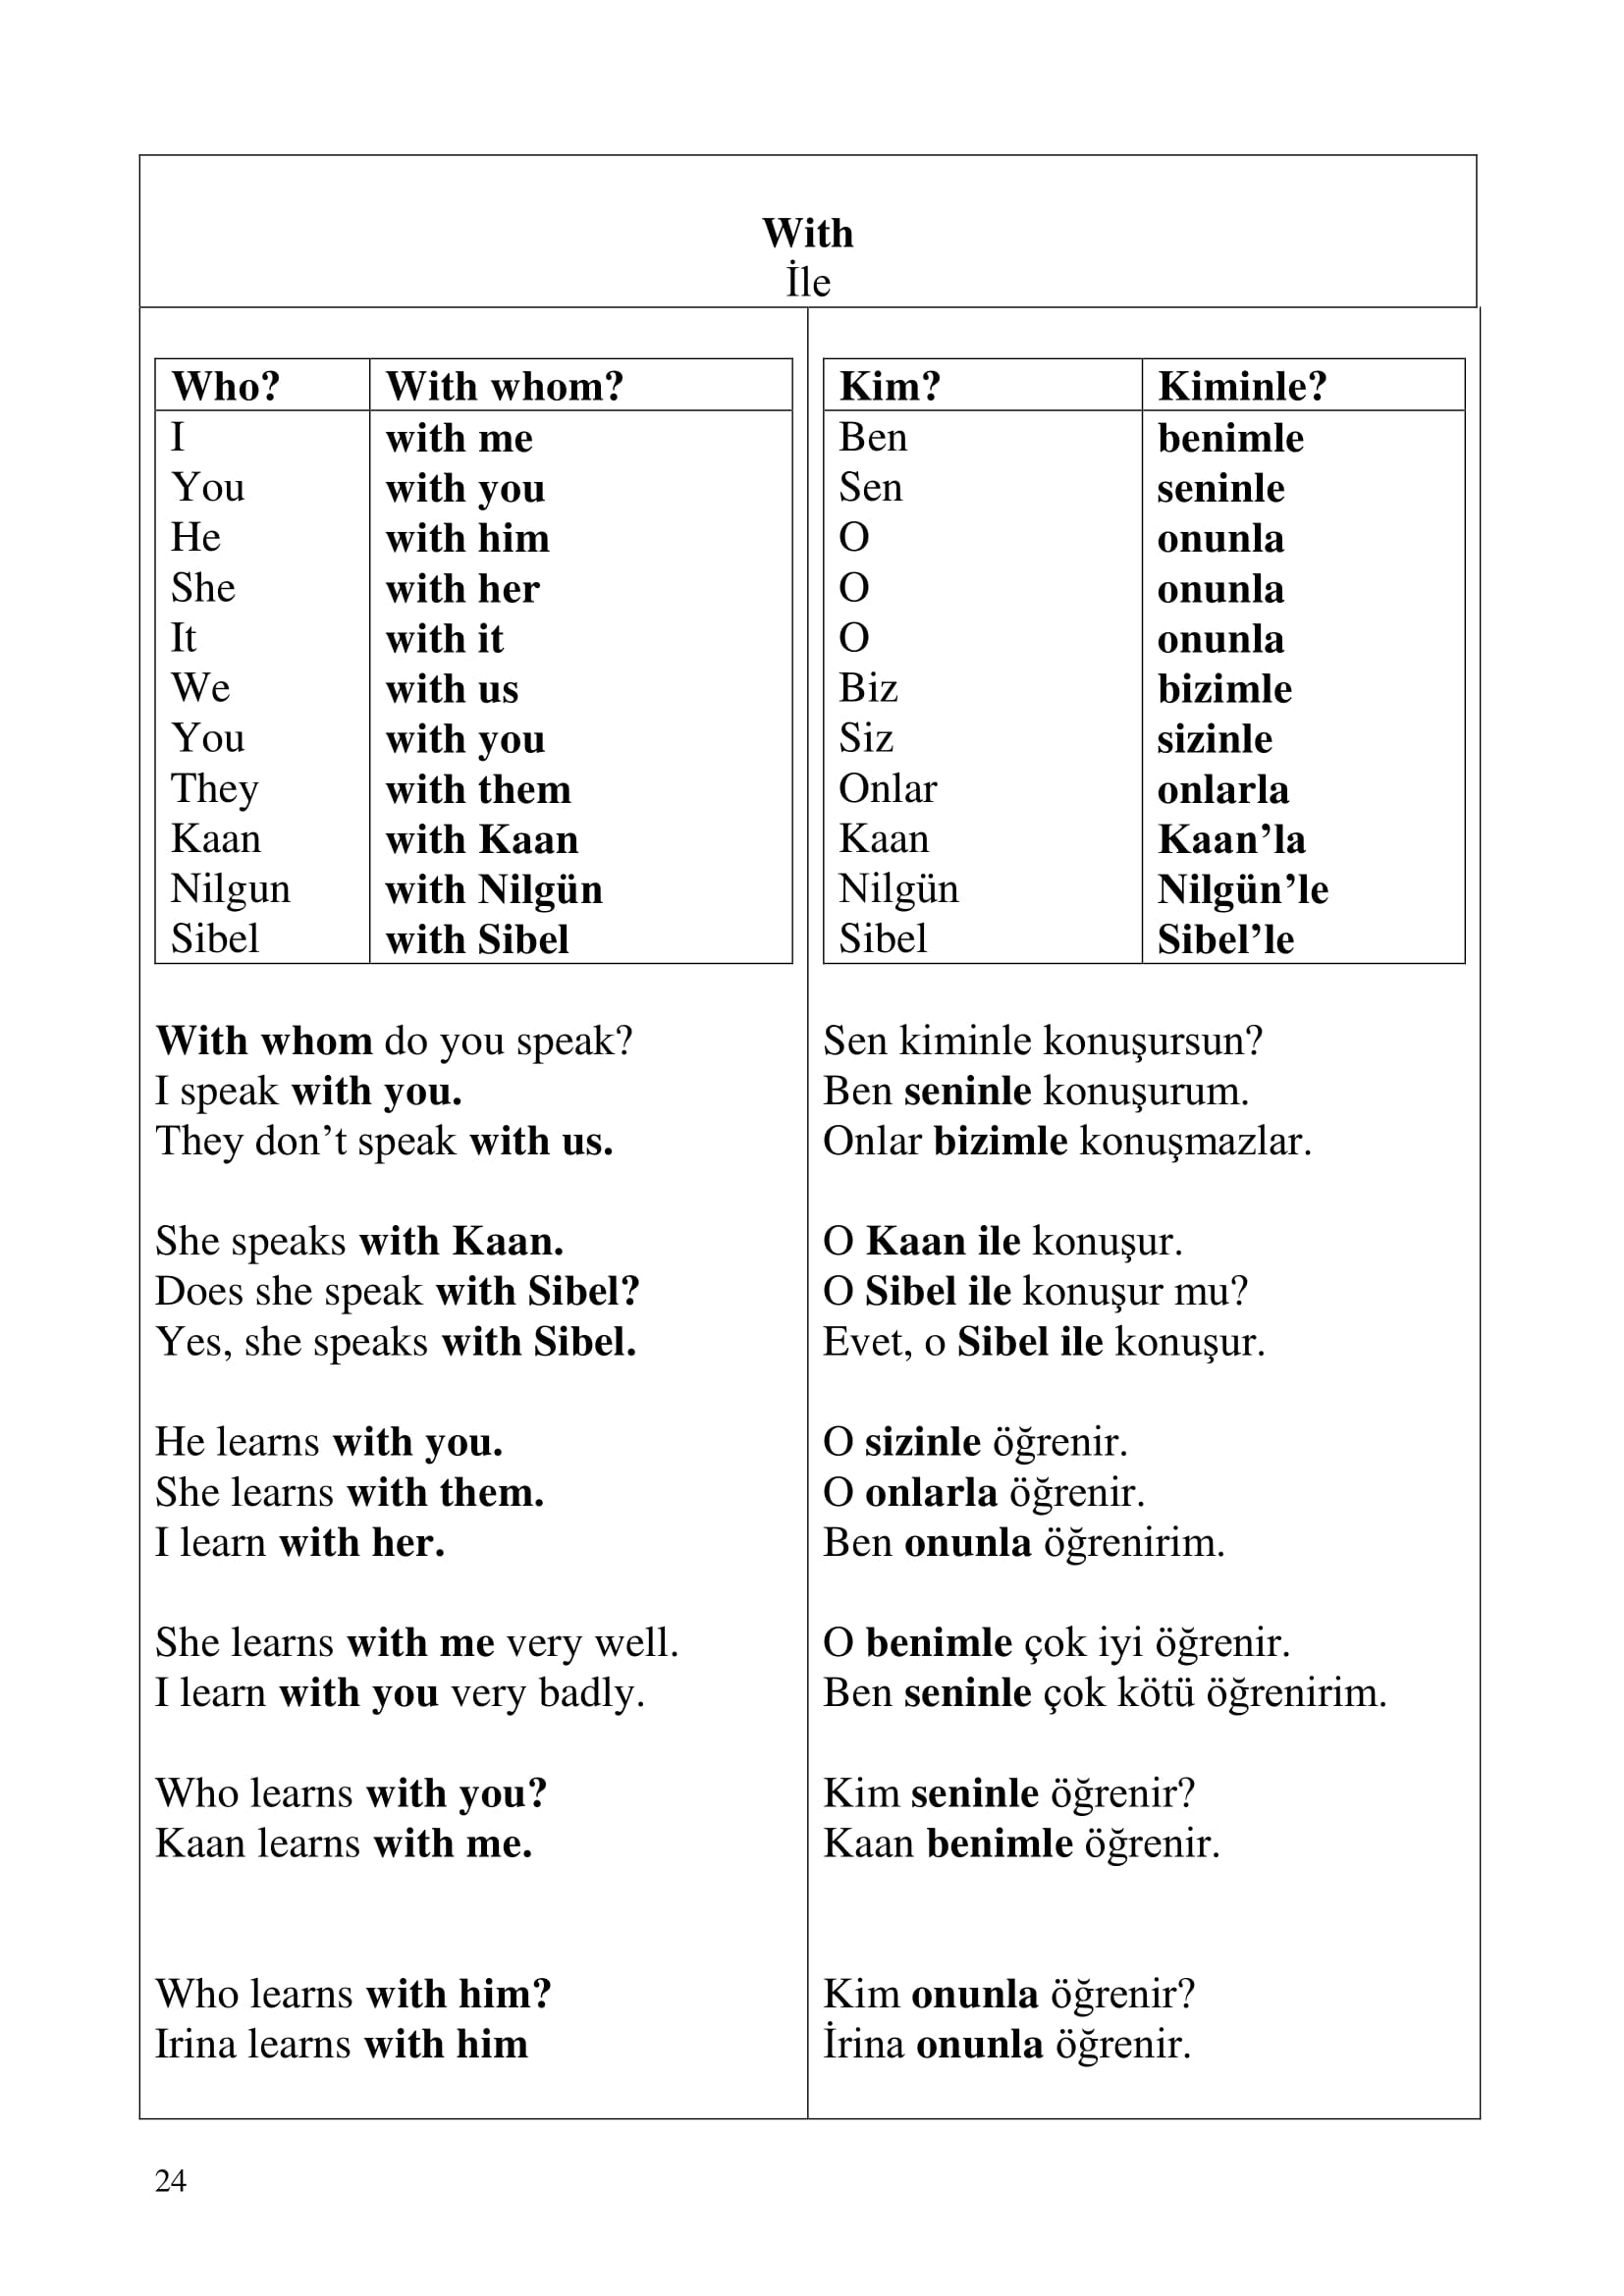 With
İle
Who? With whom?
I with me
You with you
He with him
She with her
It with it
We with us
You with you
They with them
Kaan with Kaan
Nilgun with Nilgün
Sibel with Sibel
With whom do you speak?
I speak with you.
They don’t speak with us.
She speaks with Kaan.
Does she speak with Sibel?
Yes, she speaks with Sibel.
He learns with you.
She learns with them.
I learn with her.
She learns with me very well.
I learn with you very badly.
Who learns with you?
Kaan learns with me.
Who learns with him?
Irina learns with him
Kim? Kiminle?
Ben benimle
Sen seninle
O onunla
O onunla
O onunla
Biz bizimle
Siz sizinle
Onlar onlarla
Kaan Kaan’la
Nilgün Nilgün’le
Sibel Sibel’le
Sen kiminle konuşursun?
Ben seninle konuşurum.
Onlar bizimle konuşmazlar.
O Kaan ile konuşur.
O Sibel ile konuşur mu?
Evet, o Sibel ile konuşur.
O sizinle öğrenir.
O onlarla öğrenir.
Ben onunla öğrenirim.
O benimle çok iyi öğrenir.
Ben seninle çok kötü öğrenirim.
Kim seninle öğrenir?
Kaan benimle öğrenir.
Kim onunla öğrenir?
İrina onunla öğrenir.
24